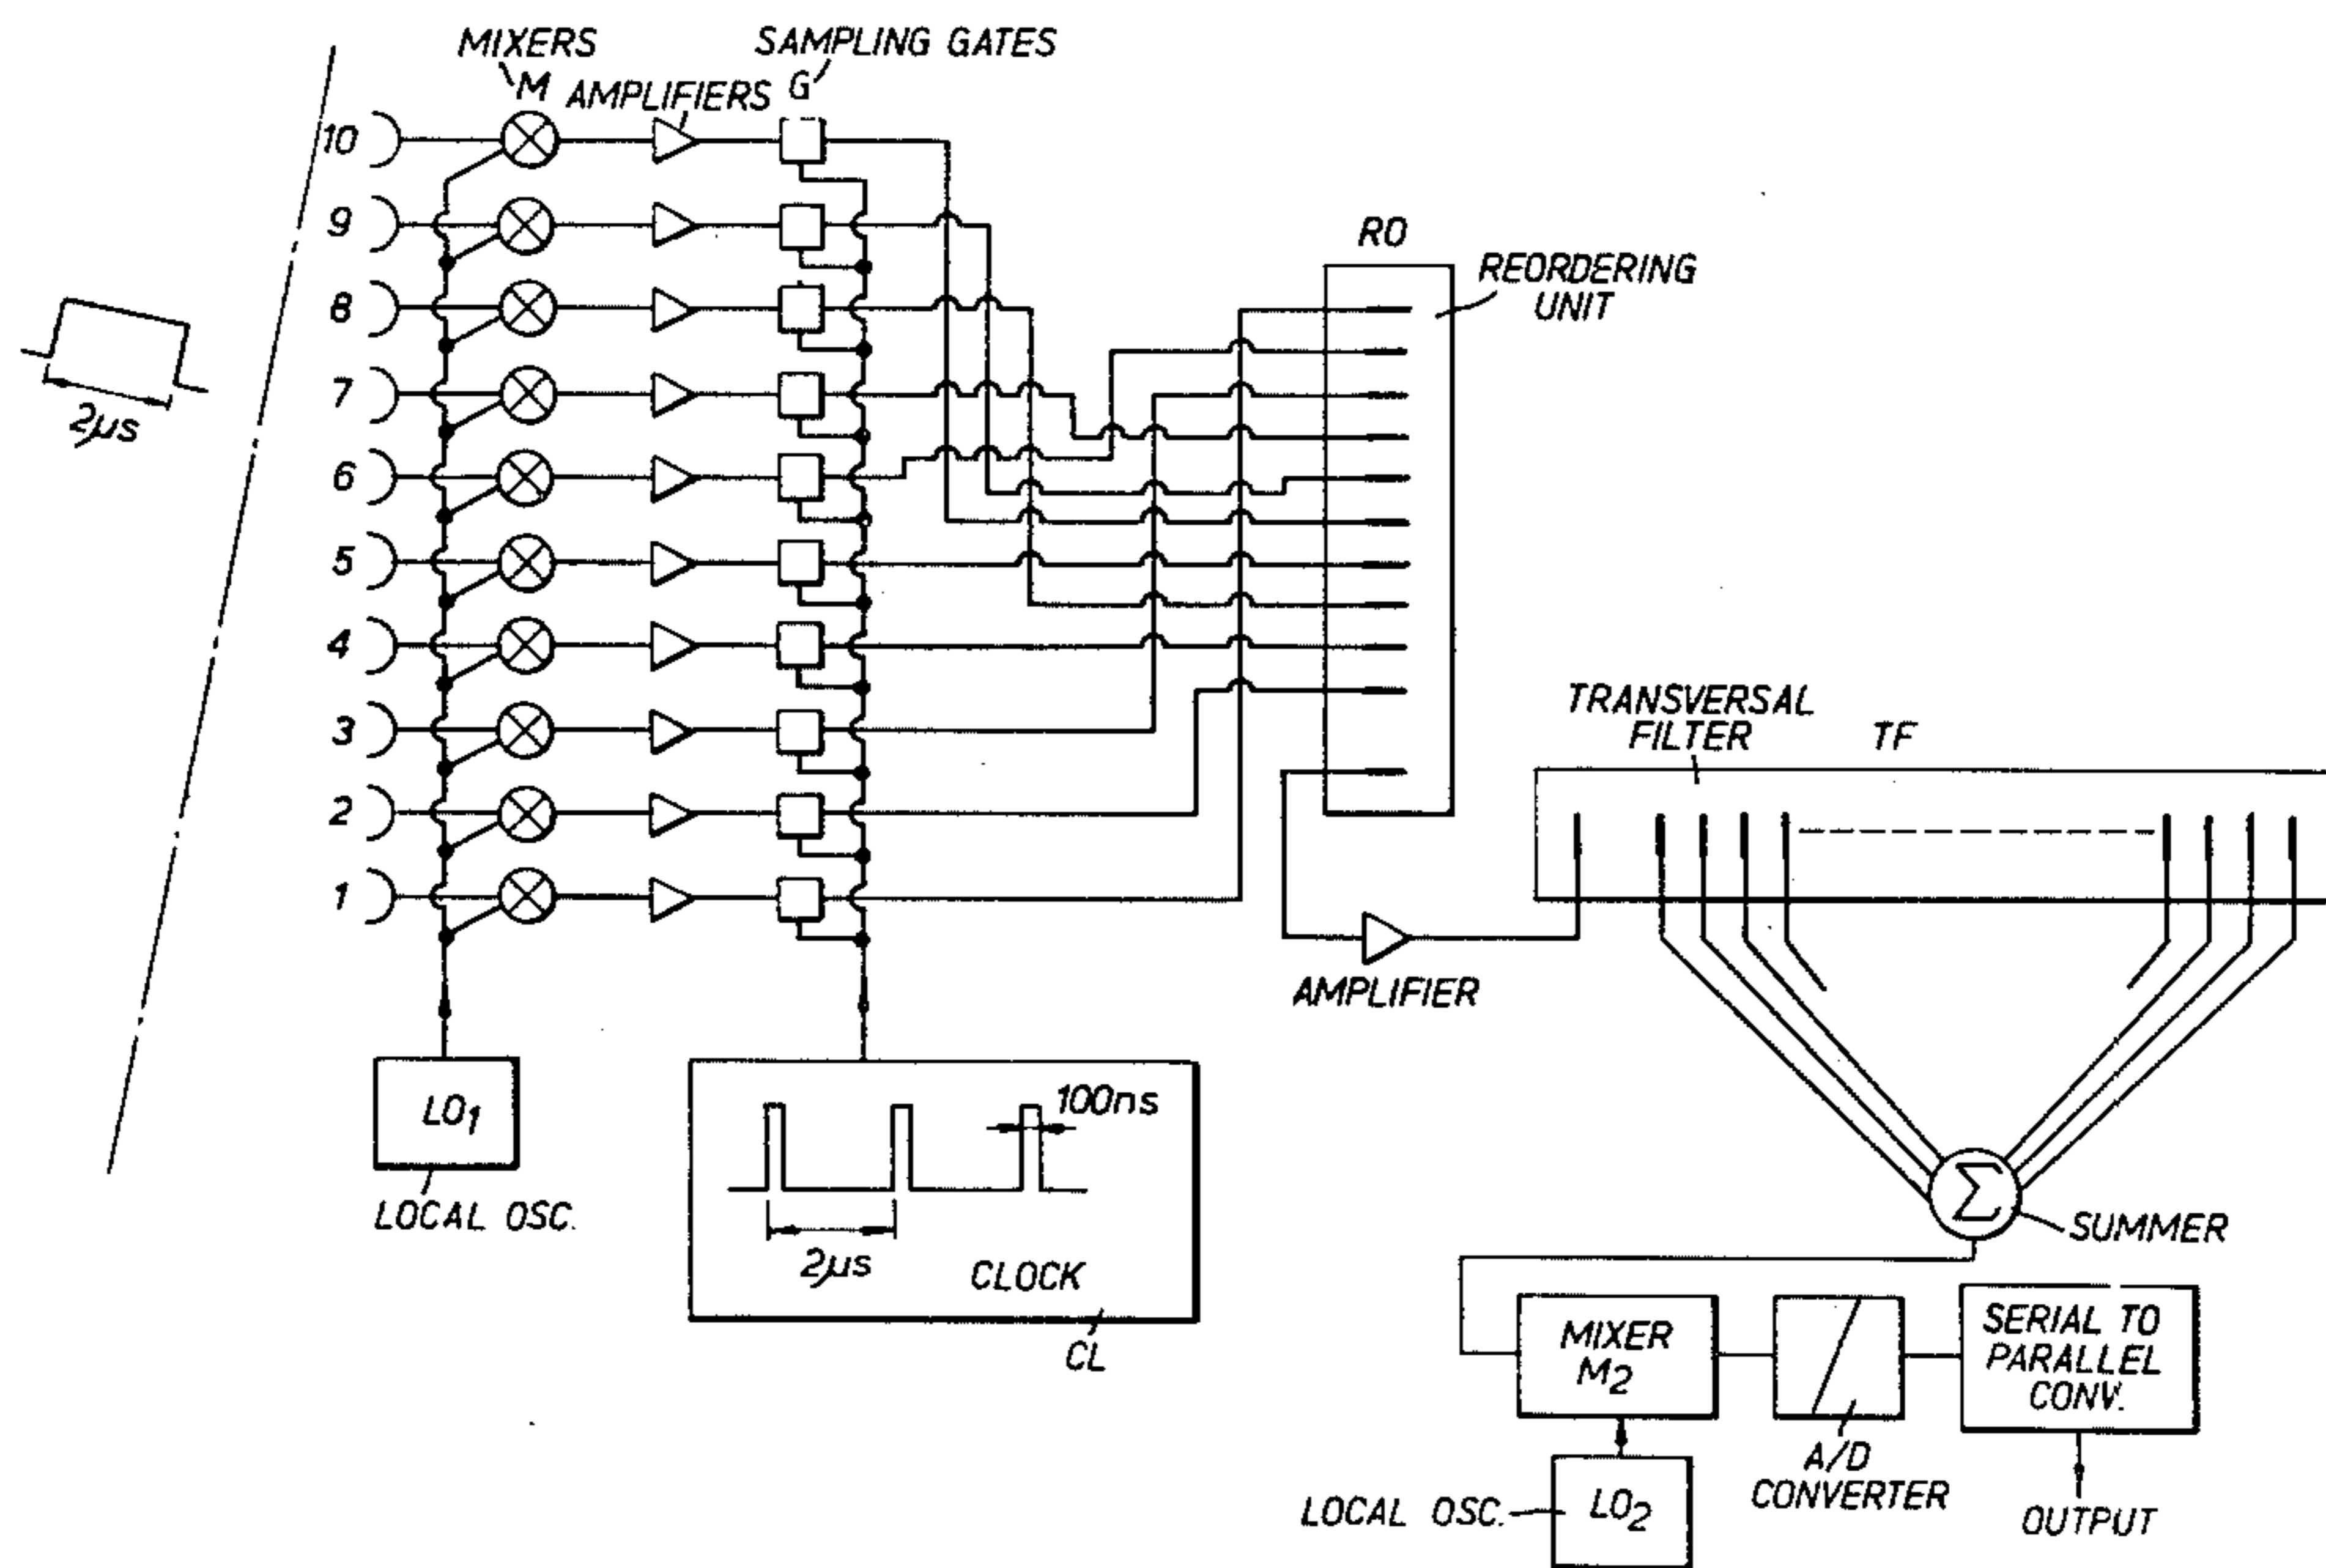 MIXERS
M
AMPLIFIERS
SAMPLING GATES
G
10
9
8
7
6
5
4
3
2
1
2µs
RO
REORDERING
UNIT
TRANSVERSAL
FILTER
TF
AMPLIFIER
LO1
LOCAL OSC.
100ns
2µs
CLOCK
CL
Σ
SUMMER
MIXER
M2
SERIAL TO
PARALLEL
CONV.
A/D
CONVERTER
LOCAL OSC.
LO2
OUTPUT